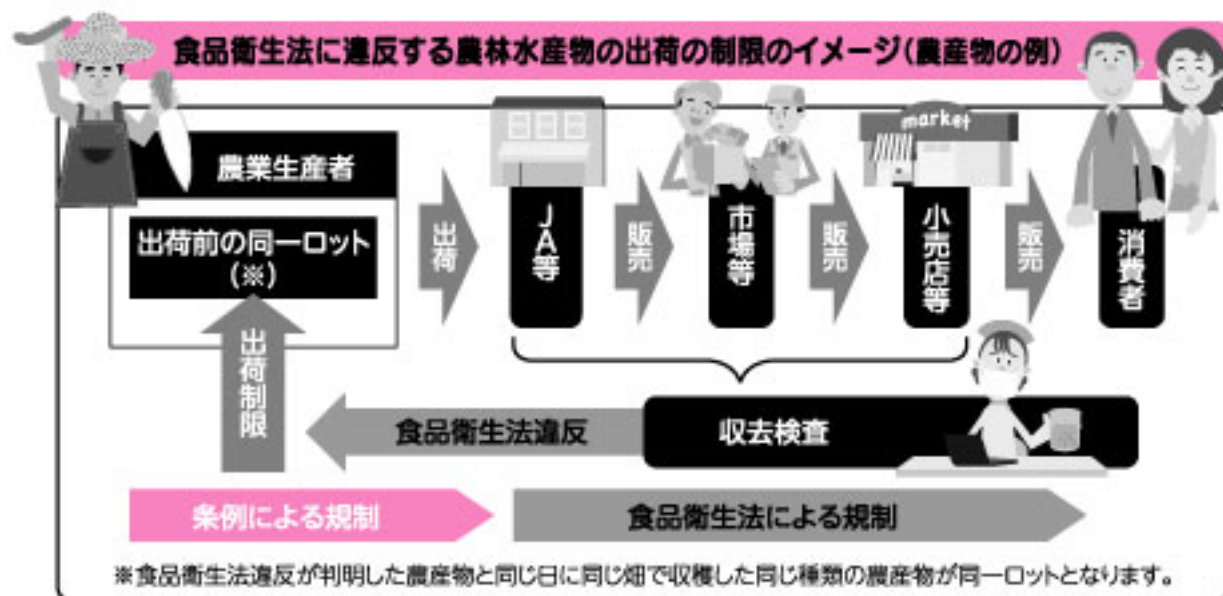 食品衛生法に違反する農林水産物の出荷の制限のイメージ(農産物の例)
農業生産者
出荷前の同一ロット
(※)
出荷
JA等
販売
市場等
販売
market
小売店等
販売
消費者
出荷制限
食品衛生法違反
収去検査
条例による規制
食品衛生法による規制
※食品衛生法違反が判明した農産物と同じ日に同じ畑で収穫した同じ種類の農産物が同一ロットとなります。